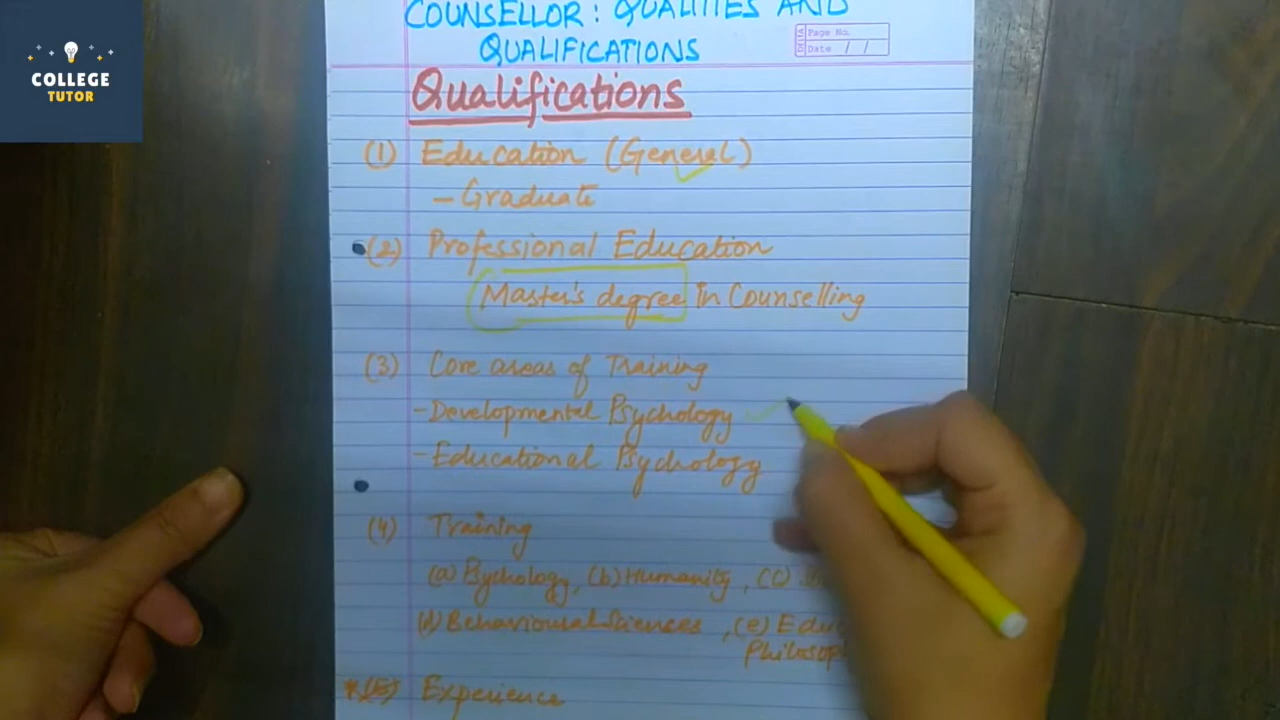 COLLEGE
TUTOR
COUNSELLOR: QUALITIES AND
QUALIFICATIONS
Page No.
Date / /
Qualifications
(1) Education (General)
- Graduate
(2) Professional Education
Master's degree In Counselling
(3) Core areas of Training
- Developmental Psychology
- Educational Psychology
(4) Training
(a) Psychology, (b) Humanity, (c)
(d) Behavioural Sciences, (e)
*(5) Experience